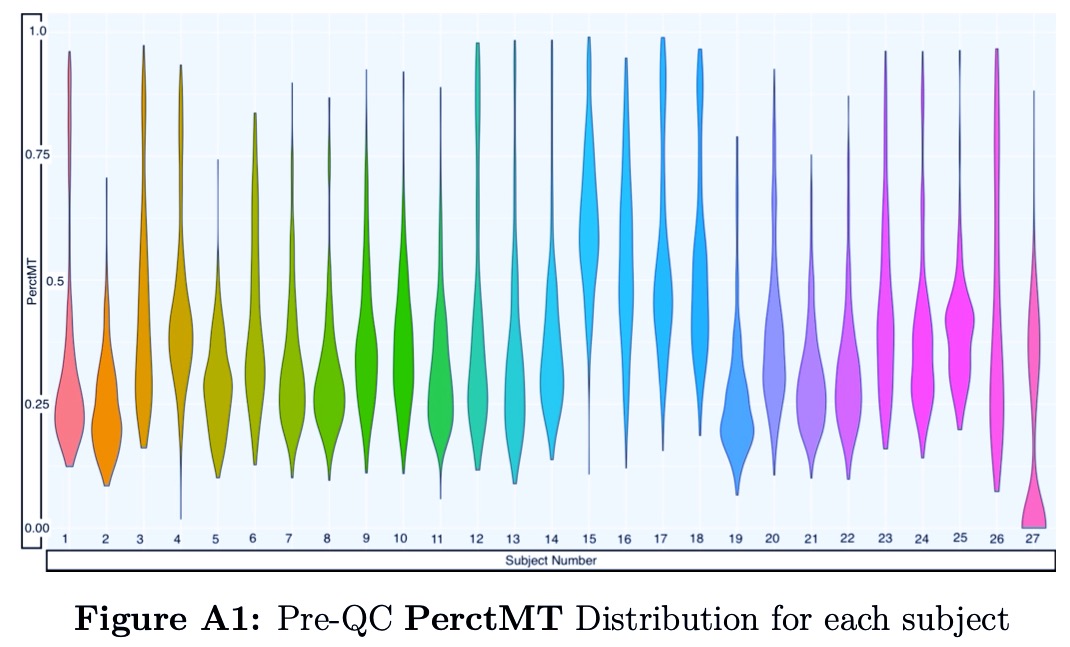 1.0
0.75
0.5
0.25
0.00
PerctMT
1 2 3 4 5 6 7 8 9 10 11 12 13 14 15 16 17 18 19 20 21 22 23 24 25 26 27
Subject Number
Figure A1: Pre-QC PerctMT Distribution for each subject